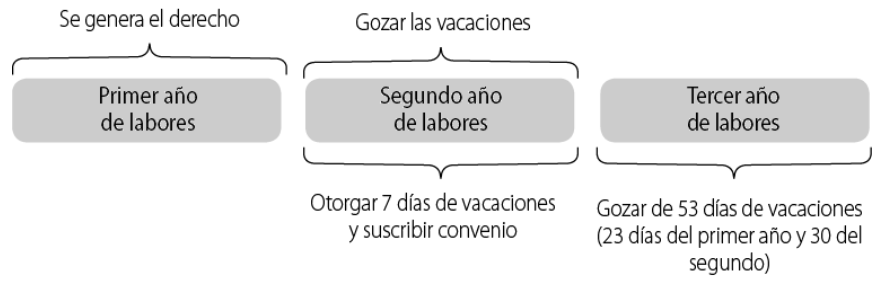 Se genera el derecho
Gozar las vacaciones
Primer año
de labores
Segundo año
de labores
Tercer año
de labores
Otorgar 7 días de vacaciones
y suscribir convenio
Gozar de 53 días de vacaciones
(23 días del primer año y 30 del
segundo)